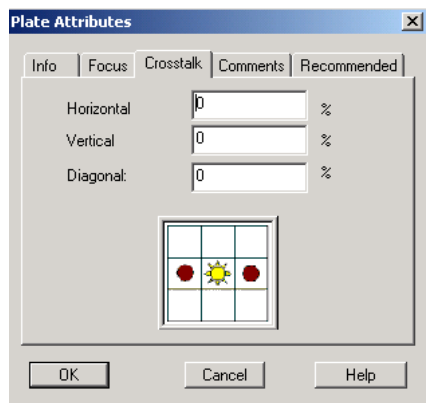 Plate Attributes
Info Focus Crosstalk Comments Recommended
Horizontal 0 %
Vertical 0 %
Diagonal: 0 %
OK Cancel Help